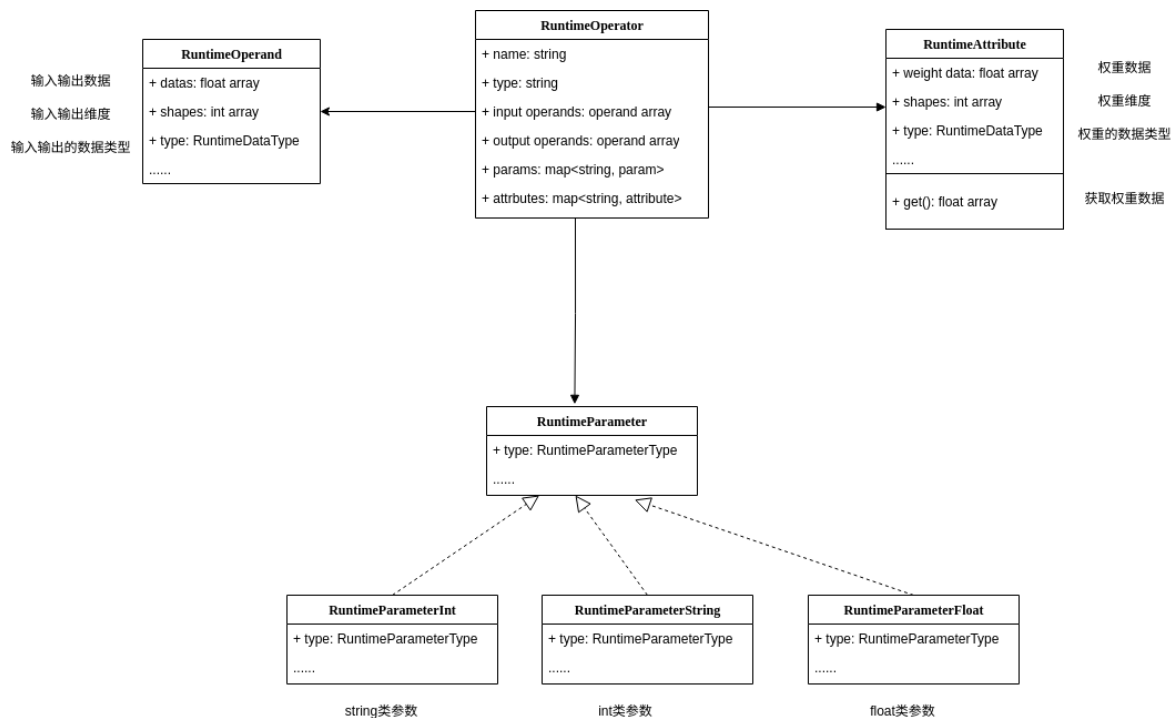 RuntimeOperator
+ name: string
+ type: string
+ input operands: operand array
+ output operands: operand array
+ params: map<string, param>
+ attrbutes: map<string, attribute>
RuntimeOperand
+ datas: float array
+ shapes: int array
+ type: RuntimeDataType
......
输入输出数据
输入输出维度
输入输出的数据类型
RuntimeAttribute
+ weight data: float array
+ shapes: int array
+ type: RuntimeDataType
......
+ get(): float array
权重数据
权重维度
权重的数据类型
获取权重数据
RuntimeParameter
+ type: RuntimeParameterType
......
RuntimeParameterInt
+ type: RuntimeParameterType
......
string类参数
RuntimeParameterString
+ type: RuntimeParameterType
......
int类参数
RuntimeParameterFloat
+ type: RuntimeParameterType
......
float类参数